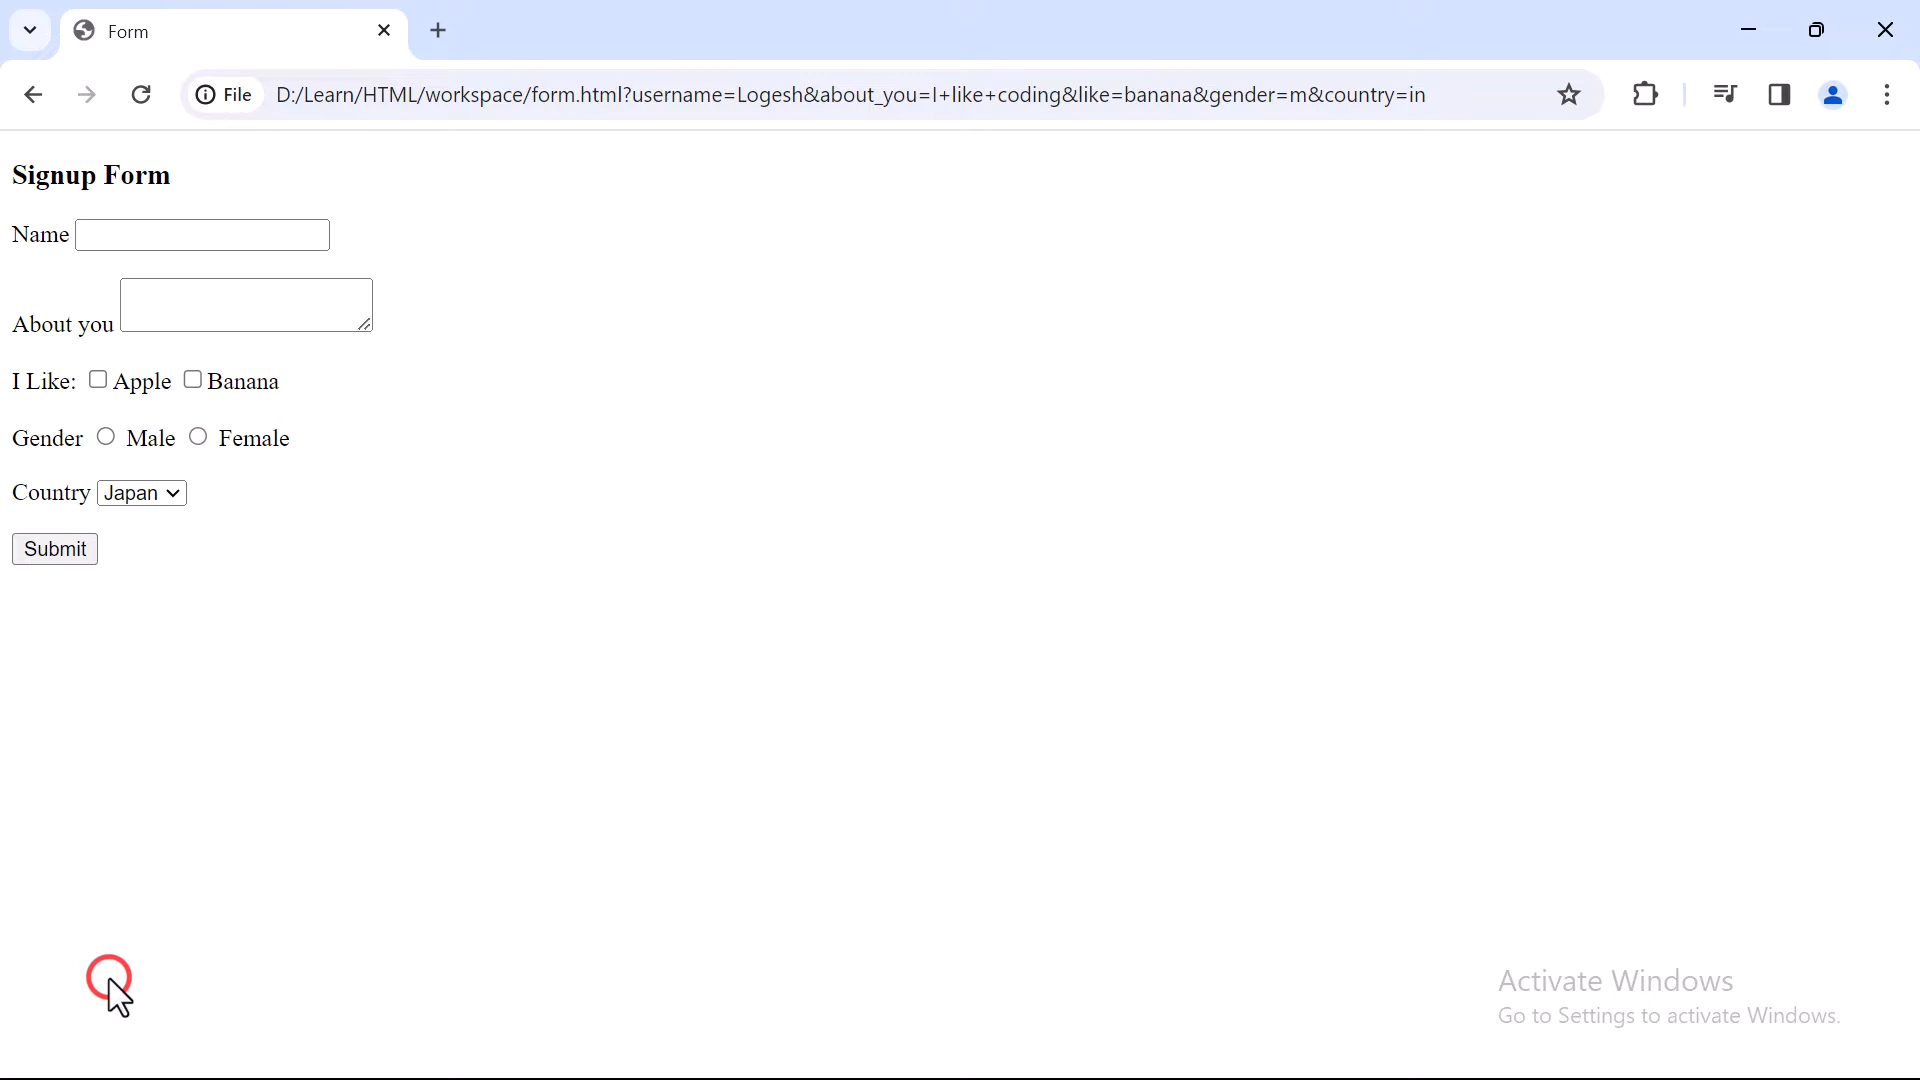 Form
File D:/Learn/HTML/workspace/form.html?username=Logesh&about_you=I+like+coding&like=banana&gender=m&country=in
Signup Form
Name
About you
I Like: Apple Banana
Gender Male Female
Country Japan
Submit
Activate Windows
Go to Settings to activate Windows.